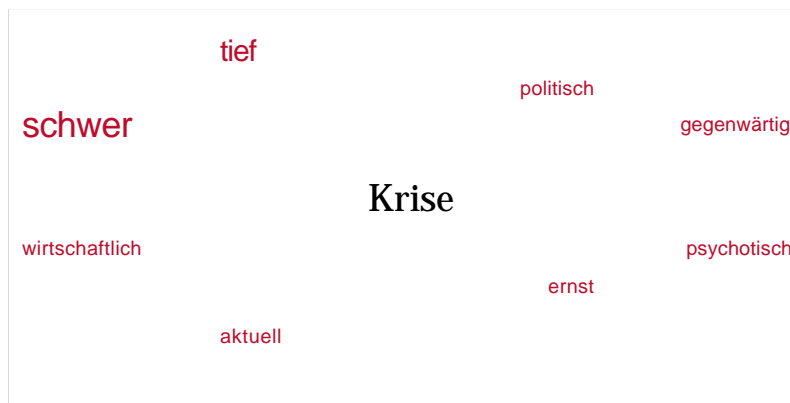 tief
politisch
schwer
gegenwärtig
Krise
wirtschaftlich
psychotisch
ernst
aktuell